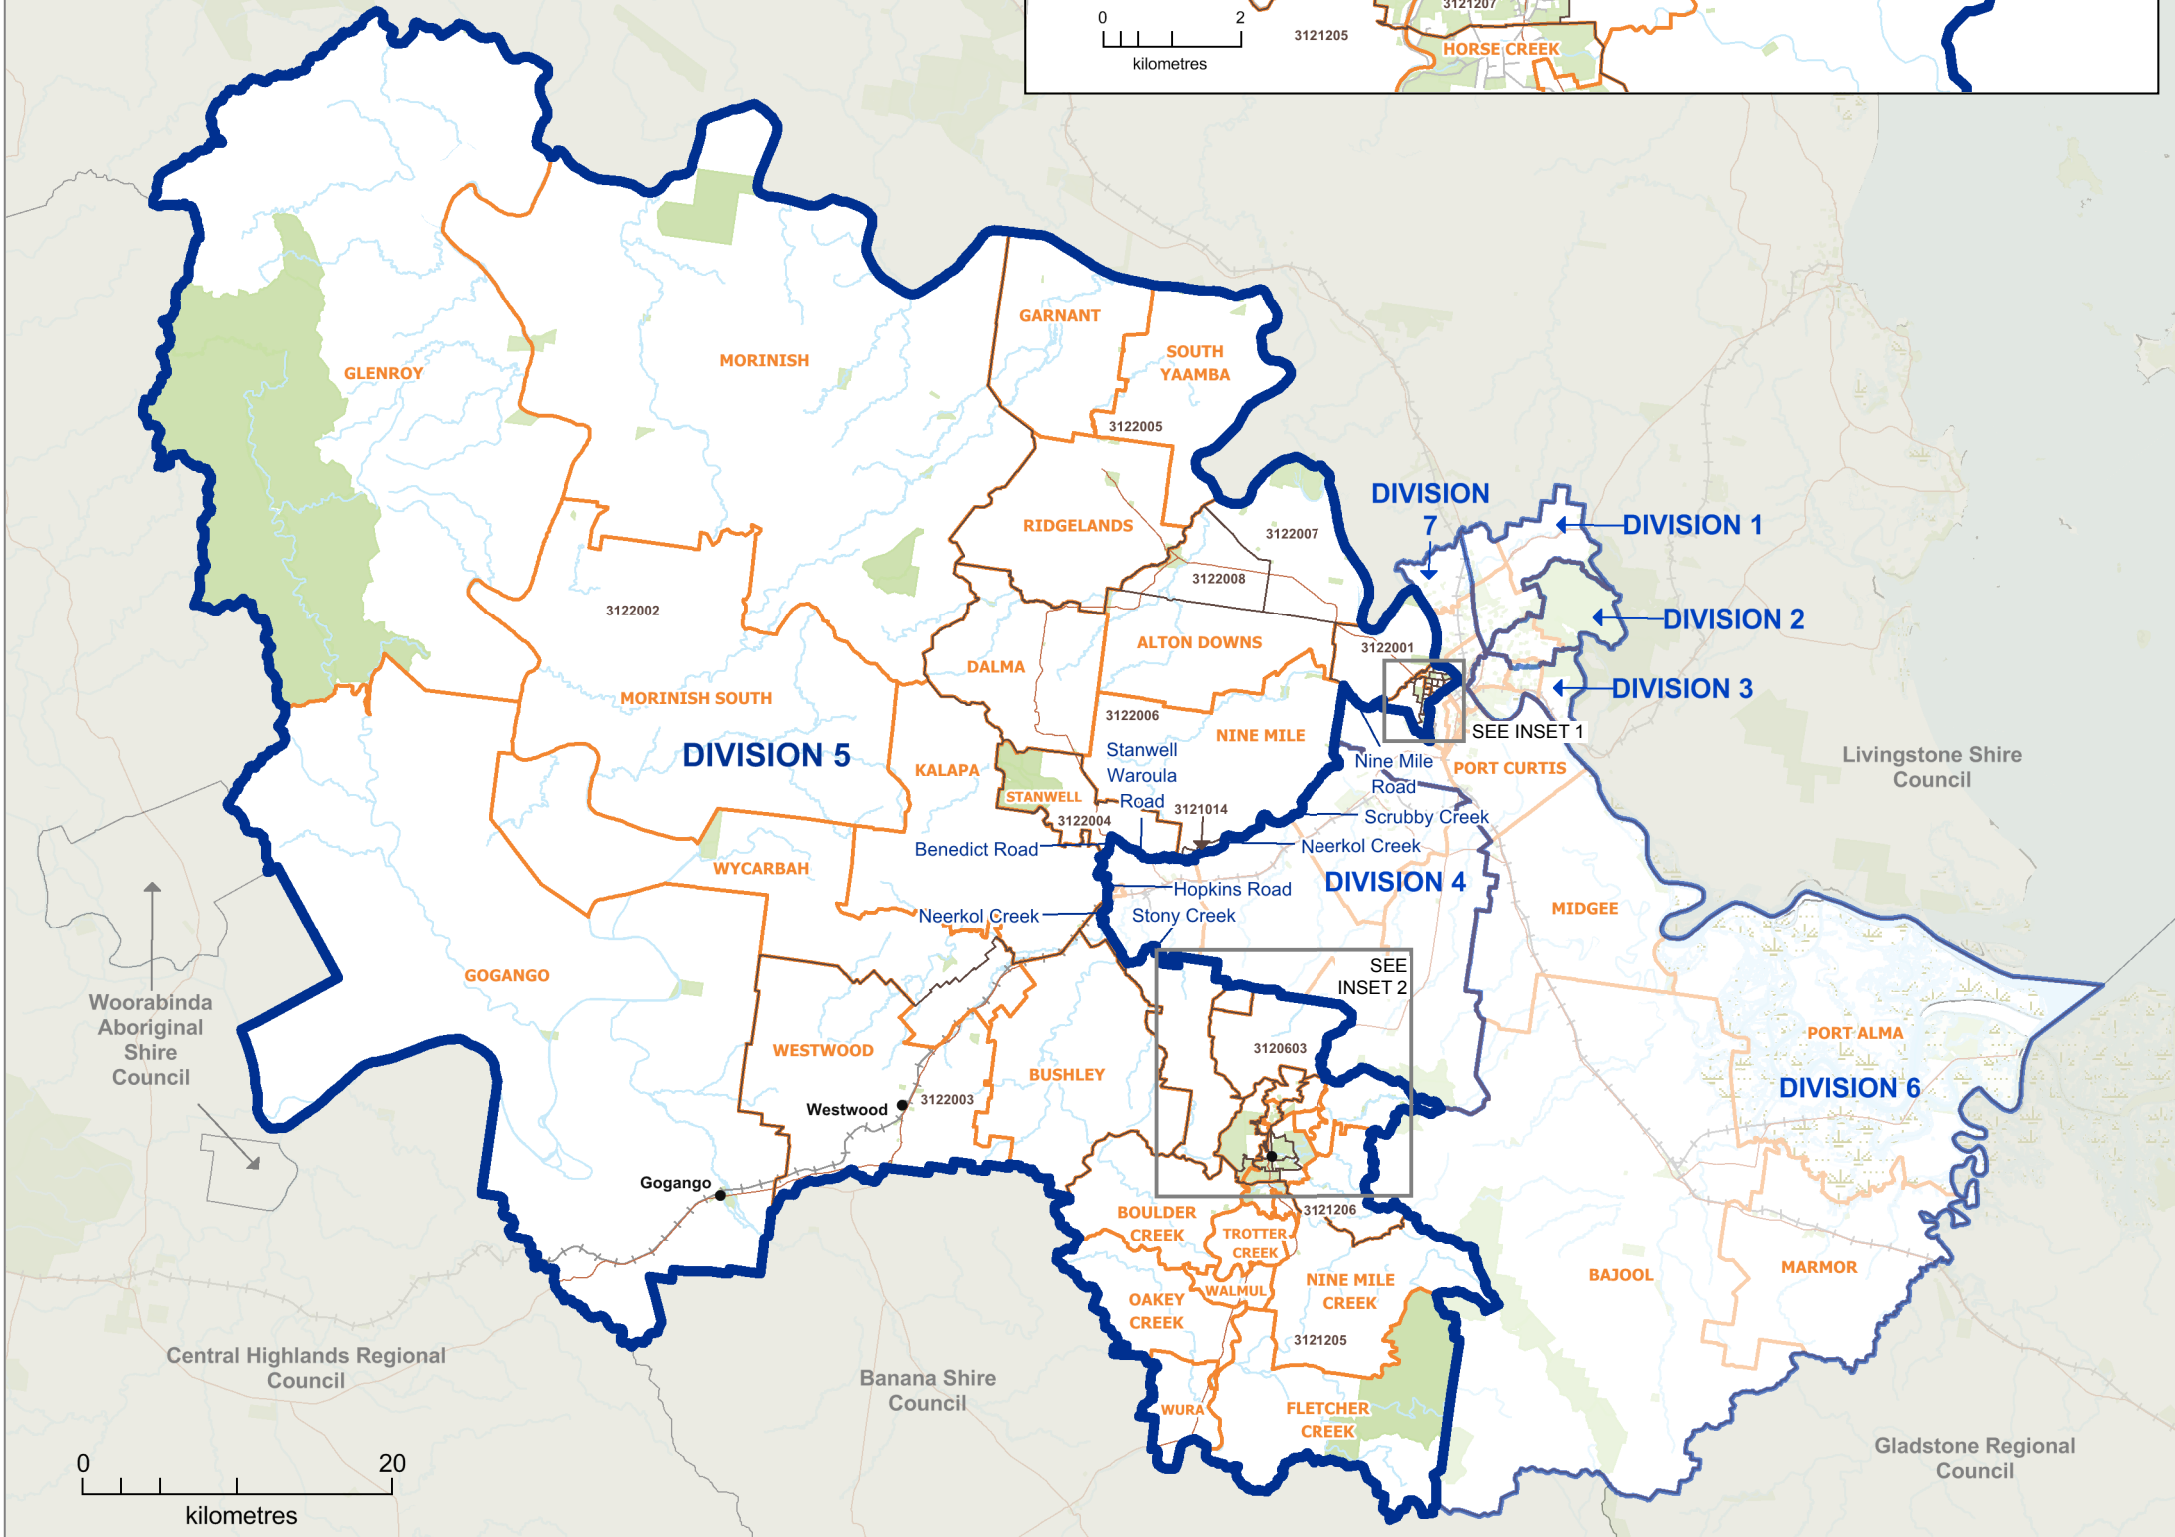 0
2
kilometres
3121207
3121205
HORSE CREEK
GARNANT
SOUTH
YAAMBA
MORINISH
GLENROY
3122005
RIDGELANDS
3122007
3122008
DIVISION
7
DIVISION 1
DIVISION 2
DIVISION 3
3122002
ALTON DOWNS
3122001
DALMA
MORINISH SOUTH
DIVISION 5
3122006
NINE MILE
SEE INSET 1
Stanwell
Waroula
Road
Nine Mile
Road
PORT CURTIS
Livingstone Shire
Council
KALAPA
STANWELL
3122004
3121014
Scrubby Creek
Benedict Road
Neerkol Creek
WYCARBAH
DIVISION 4
Hopkins Road
Neerkol Creek
Stony Creek
MIDGEE
SEE
INSET 2
GOGANGO
Woorabinda
Aboriginal
Shire
Council
WESTWOOD
3120603
PORT ALMA
BUSHLEY
DIVISION 6
Westwood
3122003
Gogango
BOULDER
CREEK
TROTTER
CREEK
3121206
WALMUL
NINE MILE
CREEK
BAJOOL
MARMOR
OAKEY
CREEK
3121205
Central Highlands Regional
Council
Banana Shire
Council
WURA
FLETCHER
CREEK
Gladstone Regional
Council
0
20
kilometres